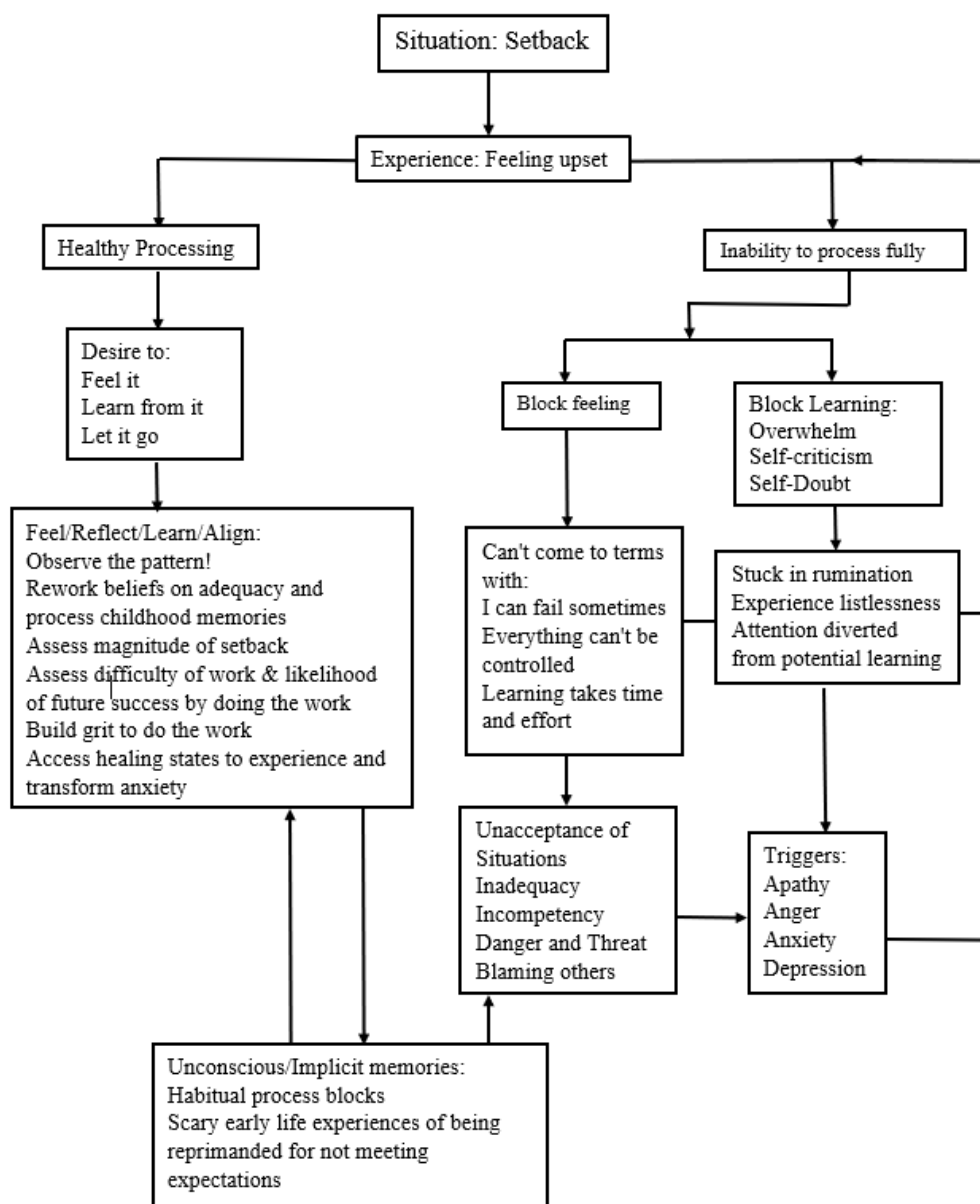 Situation: Setback
Experience: Feeling upset
Healthy Processing
Inability to process fully
Desire to:
Feel it
Learn from it
Let it go
Block feeling
Block Learning:
Overwhelm
Self-criticism
Self-Doubt
Feel/Reflect/Learn/Align:
Observe the pattern!
Rework beliefs on adequacy and
process childhood memories
Assess magnitude of setback
Assess difficulty of work & likelihood
of future success by doing the work
Build grit to do the work
Access healing states to experience and
transform anxiety
Can't come to terms
with:
I can fail sometimes
Everything can't be
controlled
Learning takes time
and effort
Stuck in rumination
Experience listlessness
Attention diverted
from potential learning
Unacceptance of
Situations
Inadequacy
Incompetency
Danger and Threat
Blaming others
Triggers:
Apathy
Anger
Anxiety
Depression
Unconscious/Implicit memories:
Habitual process blocks
Scary early life experiences of being
reprimanded for not meeting
expectations